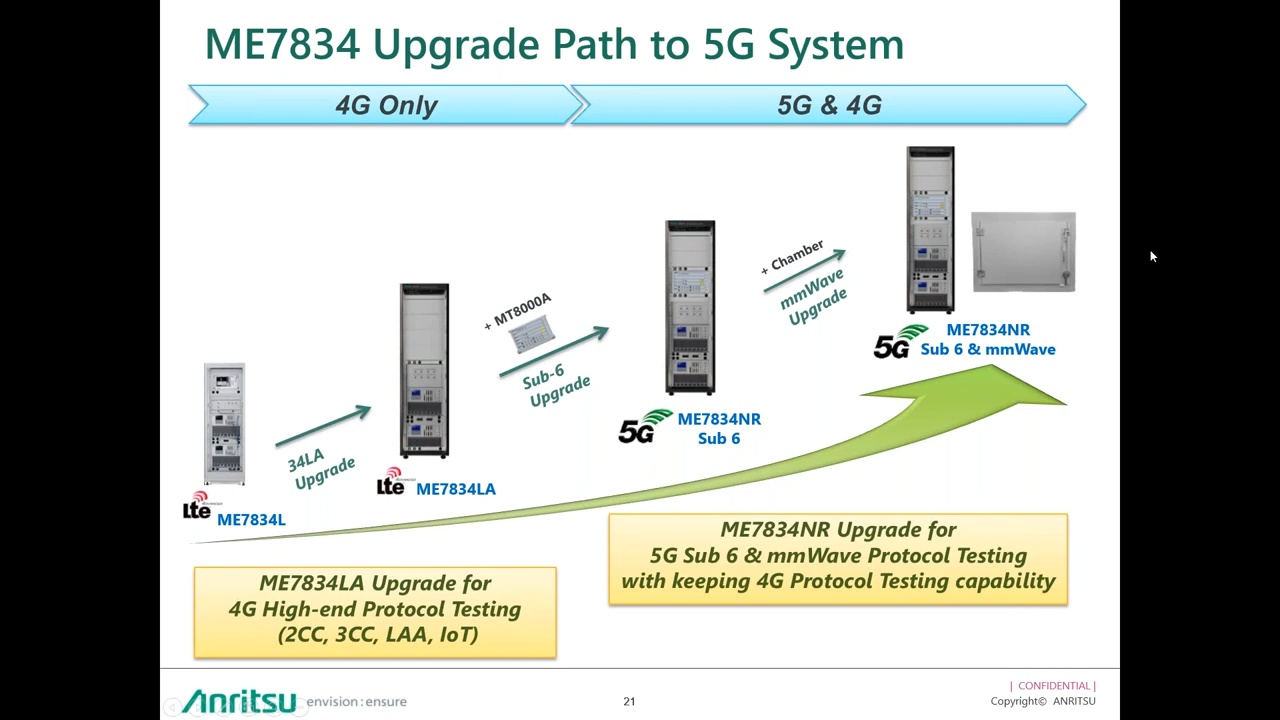 ME7834 Upgrade Path to 5G System
4G Only
5G & 4G
+ Chamber
mmWave
Upgrade
5G
ME7834NR
Sub 6 & mmWave
+ MT8000A
Sub-6
Upgrade
5G
ME7834NR
Sub 6
34LA
Upgrade
Lte
ME7834LA
Lte
ME7834L
ME7834NR Upgrade for
5G Sub 6 & mmWave Protocol Testing
with keeping 4G Protocol Testing capability
ME7834LA Upgrade for
4G High-end Protocol Testing
(2CC, 3CC, LAA, IoT)
Anritsu envision : ensure
21
| CONFIDENTIAL |
Copyright© ANRITSU